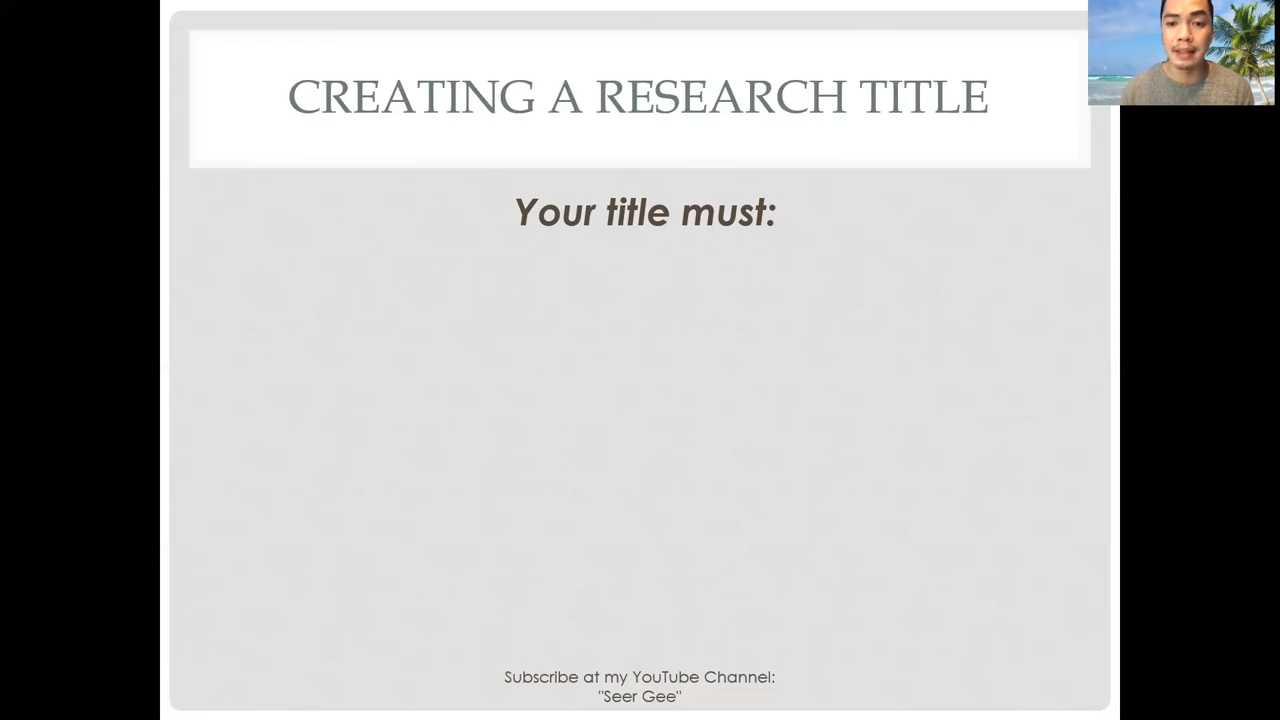 CREATING A RESEARCH TITLE
Your title must:
Subscribe at my YouTube Channel:
"Seer Gee"